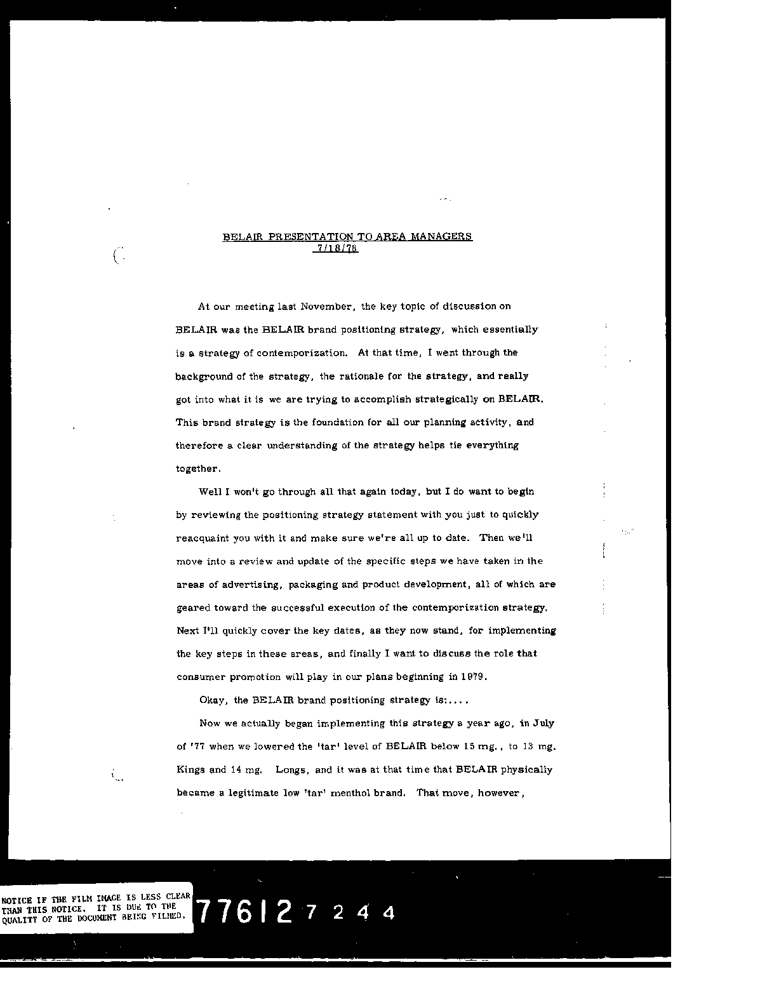 BELAIR PRESENTATION TO AREA MANAGERS
7/18/78
At our meeting last November, the key topic of discussion on
BELAIR was the BELAIR brand positioning strategy, which essentially
is a strategy of contemporization. At that time, I went through the
background of the strategy, the rationale for the strategy, and really
got into what it is we are trying to accomplish strategically on BELAIR.
This brand strategy is the foundation for all our planning activity, and
therefore a clear understanding of the strategy helps tie everything
together.
Well I won't go through all that again today, but I do want to begin
by reviewing the positioning strategy statement with you just to quickly
reacquaint you with it and make sure we're all up to date. Then we'll
move into a review and update of the specific steps we have taken in the
areas of advertising, packaging and product development, all of which are
geared toward the successful execution of the contemporization strategy.
Next I'll quickly cover the key dates, as they now stand, for implementing
the key steps in these areas, and finally I want to discuss the role that
consumer promotion will play in our plans beginning in 1979.
Okay, the BELAIR brand positioning strategy is:....
Now we actually began implementing this strategy a year ago, in July
of '77 when we lowered the 'tar' level of BELAIR below 15 mg., to 13 mg.
Kings and 14 mg. Longs, and it was at that time that BELAIR physically
became a legitimate low 'tar' menthol brand. That move, however,
NOTICE IF THE FILM IMAGE IS LESS CLEAR
THAN THIS NOTICE. IT IS DUE TO THE
QUALITY OF THE DOCUMENT BEING FILMED.
776127244